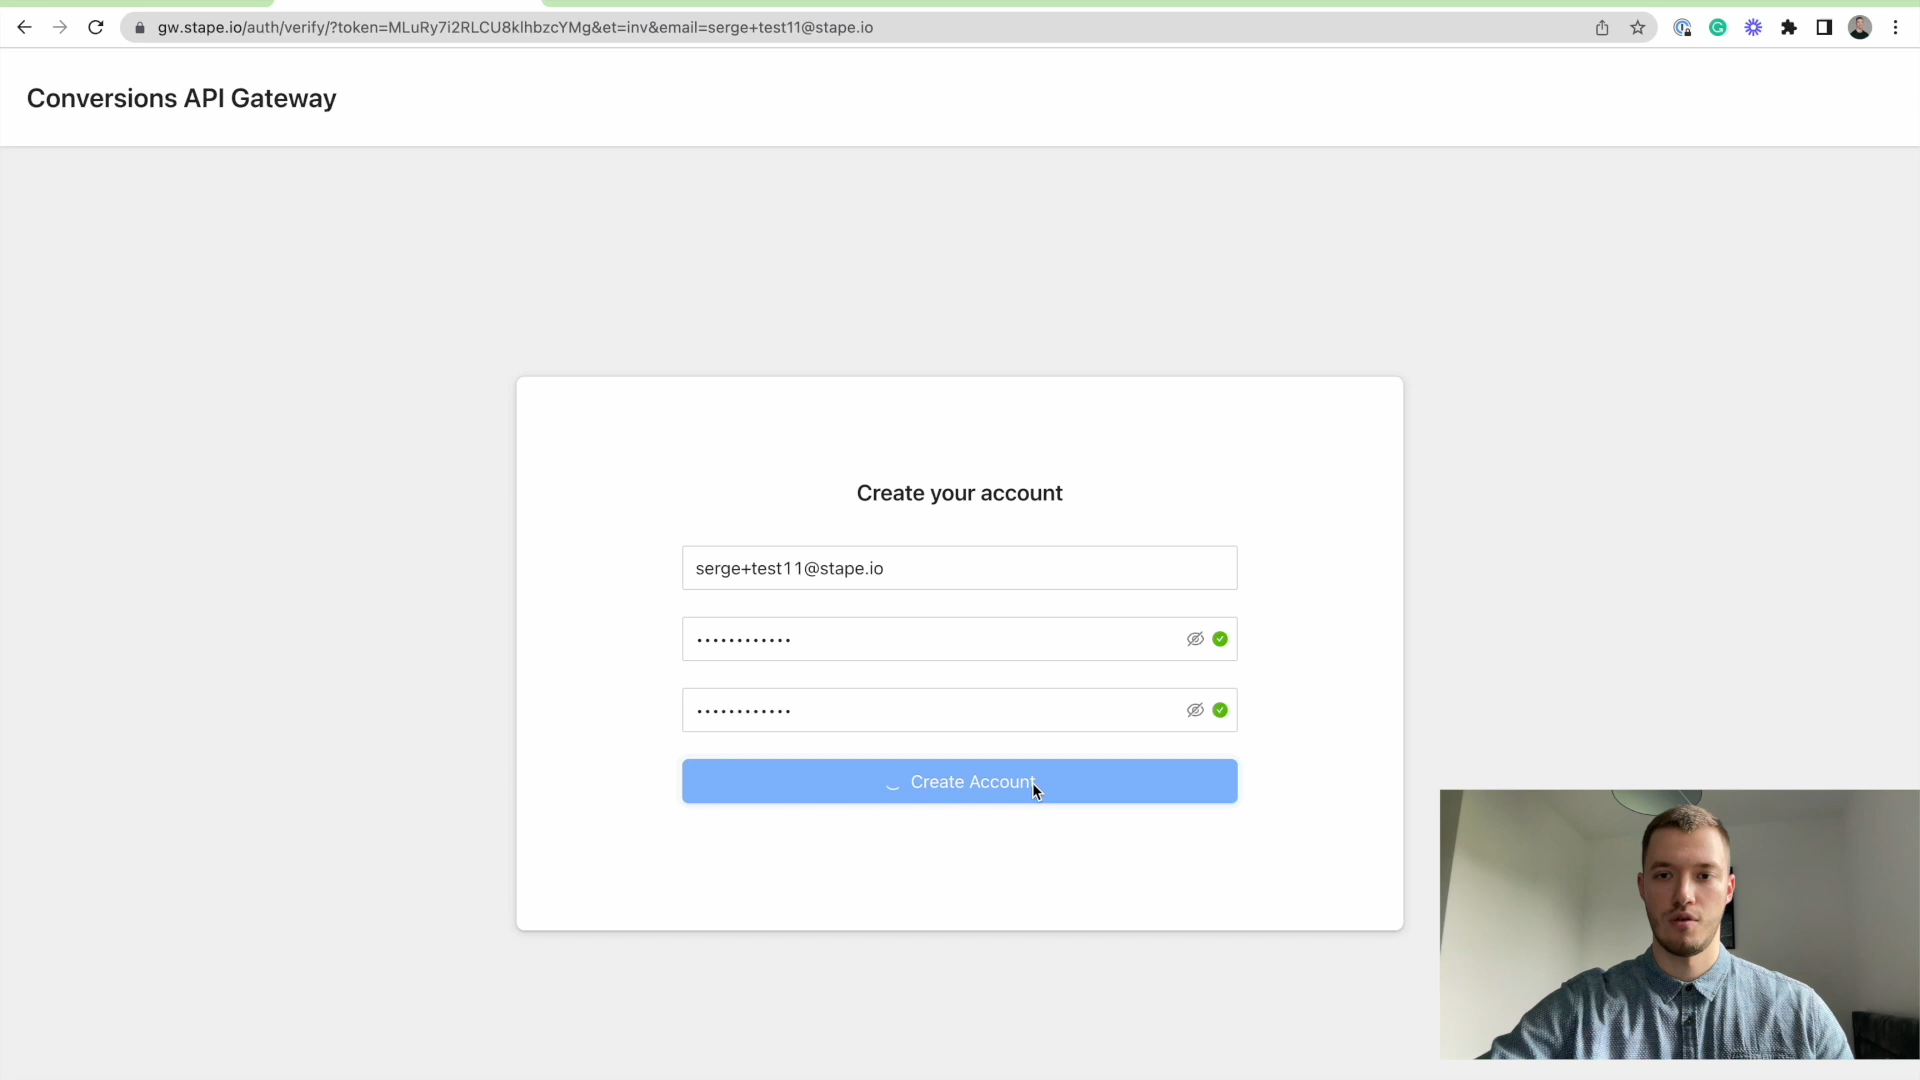 gw.stape.io/auth/verify/?token=MLuRy7i2RLCU8klhbzcYMg&et=inv&email=serge+test11@stape.io
Conversions API Gateway
Create your account
serge+test11@stape.io
Create Account